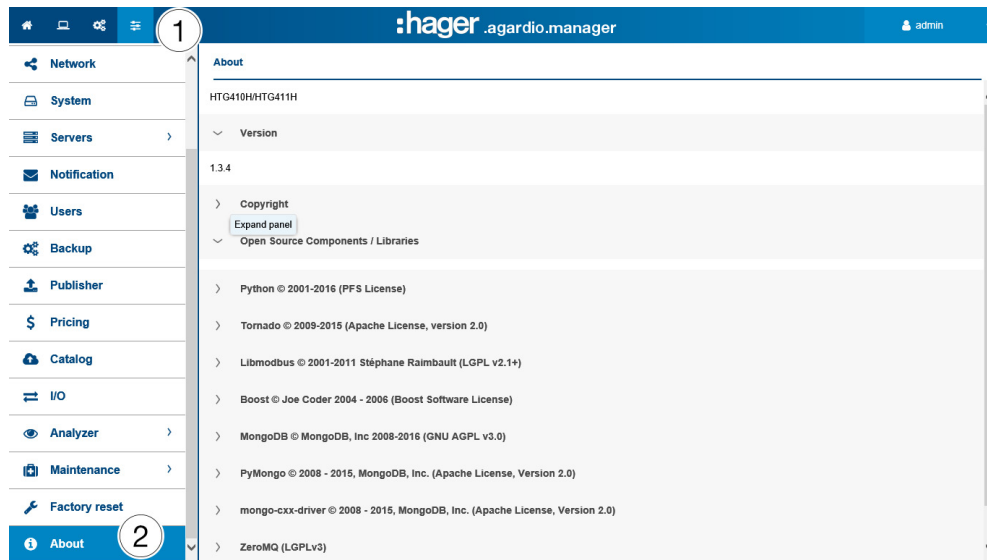 1
:hager .agardio.manager
admin
Network
System
Servers
Notification
Users
Backup
Publisher
Pricing
Catalog
I/O
Analyzer
Maintenance
Factory reset
About
2
About
HTG410H/HTG411H
Version
1.3.4
Copyright
Expand panel
Open Source Components / Libraries
Python © 2001-2016 (PFS License)
Tornado © 2009-2015 (Apache License, version 2.0)
Libmodbus © 2001-2011 Stéphane Raimbault (LGPL v2.1+)
Boost © Joe Coder 2004 - 2006 (Boost Software License)
MongoDB © MongoDB, Inc 2008-2016 (GNU AGPL v3.0)
PyMongo © 2008 - 2015, MongoDB, Inc. (Apache License, Version 2.0)
mongo-cxx-driver © 2008 - 2015, MongoDB, Inc. (Apache License, Version 2.0)
ZeroMQ (LGPLv3)